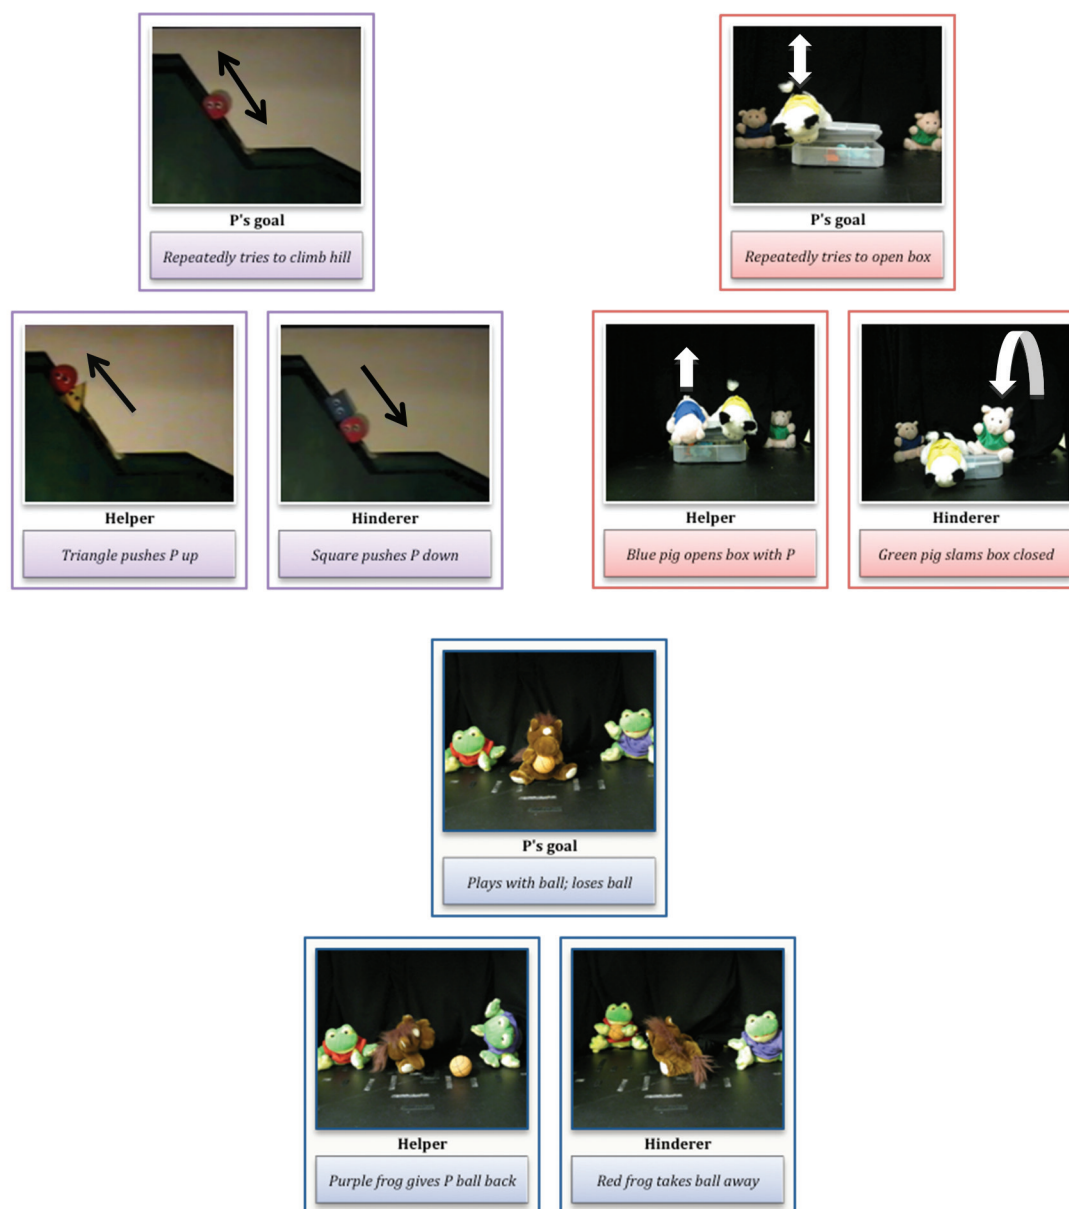 P's goal
Repeatedly tries to climb hill
P's goal
Repeatedly tries to open box
Helper
Triangle pushes P up
Hinderer
Square pushes P down
Helper
Blue pig opens box with P
Hinderer
Green pig slams box closed
P's goal
Plays with ball; loses ball
Helper
Purple frog gives P ball back
Hinderer
Red frog takes ball away